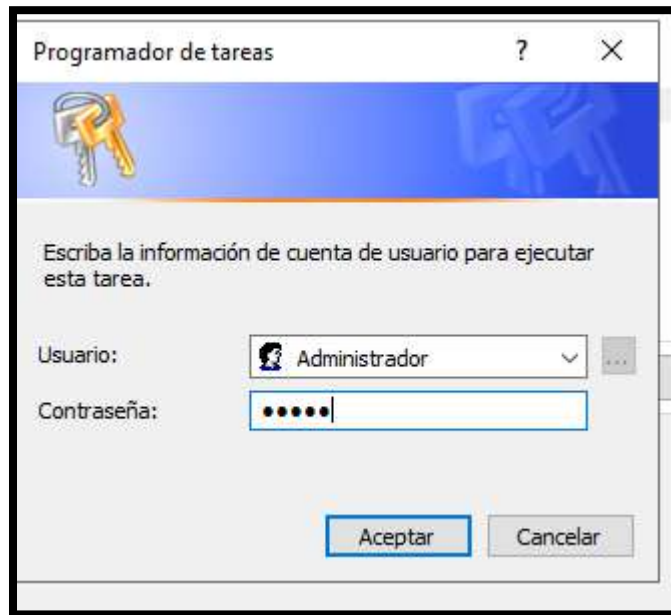 Programador de tareas
Escriba la información de cuenta de usuario para ejecutar
esta tarea.
Usuario: Administrador ...
Contraseña: •••••
Aceptar Cancelar